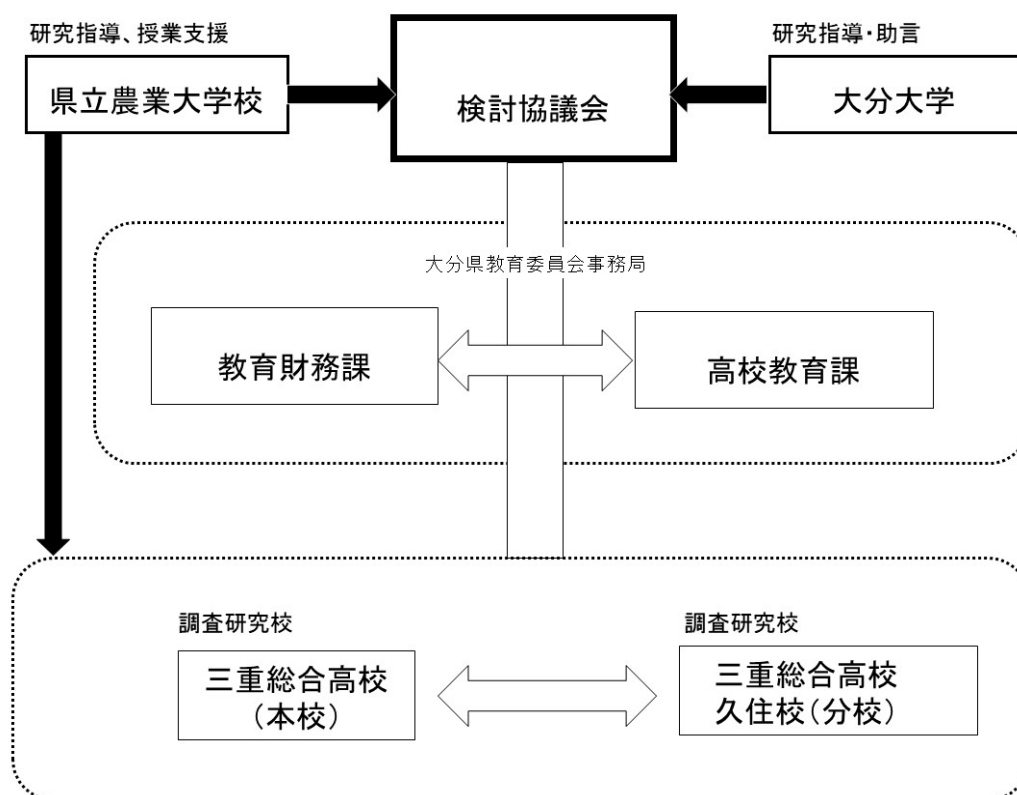 研究指導、授業支援
研究指導・助言
県立農業大学校
検討協議会
大分大学
大分県教育委員会事務局
教育財務課
高校教育課
調査研究校
調査研究校
三重総合高校
（本校）
三重総合高校
久住校（分校）